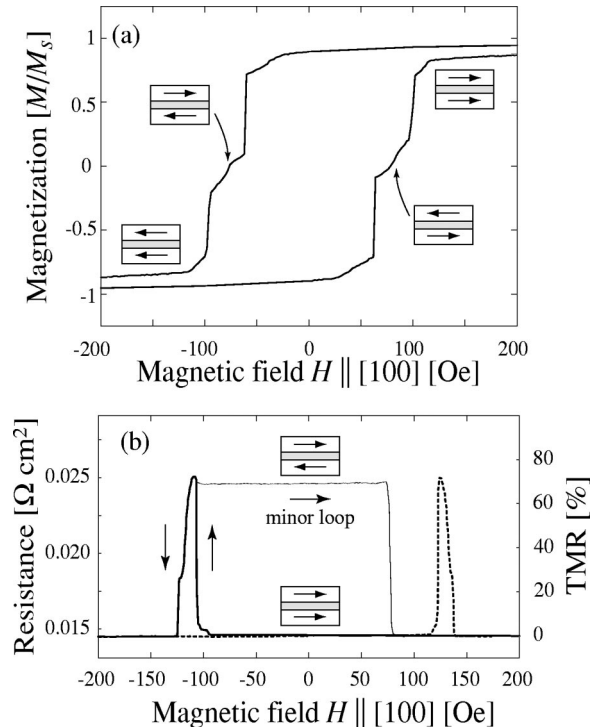 (a)
Magnetization [M/Ms]
1
0.5
0
-0.5
-1
-200 -100 0 100 200
Magnetic field H || [100] [Oe]
(b)
Resistance [Ω cm²]
0.025
0.020
0.015
minor loop
80
60
40
20
0
TMR [%]
-200 -150 -100 -50 0 50 100 150 200
Magnetic field H || [100] [Oe]